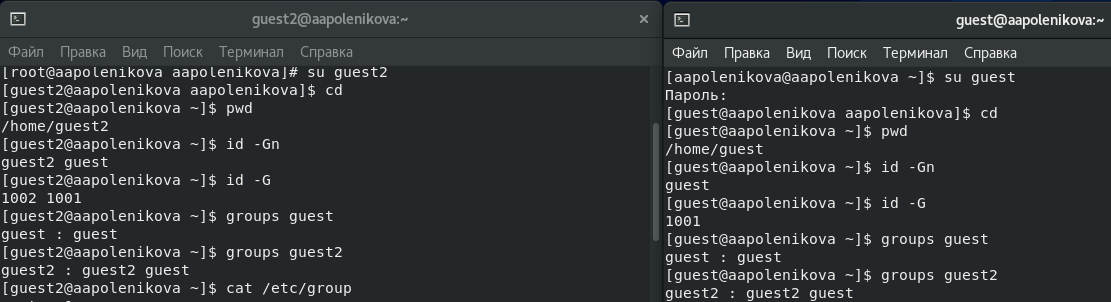 guest2@aapolenikova:~
Файл Правка Вид Поиск Терминал Справка
[root@aapolenikova aapolenikova]# su guest2
[guest2@aapolenikova aapolenikova]$ cd
[guest2@aapolenikova ~]$ pwd
/home/guest2
[guest2@aapolenikova ~]$ id -Gn
guest2 guest
[guest2@aapolenikova ~]$ id -G
1002 1001
[guest2@aapolenikova ~]$ groups guest
guest : guest
[guest2@aapolenikova ~]$ groups guest2
guest2 : guest2 guest
[guest2@aapolenikova ~]$ cat /etc/group
guest@aapolenikova:~
Файл Правка Вид Поиск Терминал Справка
[aapolenikova@aapolenikova ~]$ su guest
Пароль:
[guest@aapolenikova aapolenikova]$ cd
[guest@aapolenikova ~]$ pwd
/home/guest
[guest@aapolenikova ~]$ id -Gn
guest
[guest@aapolenikova ~]$ id -G
1001
[guest@aapolenikova ~]$ groups guest
guest : guest
[guest@aapolenikova ~]$ groups guest2
guest2 : guest2 guest